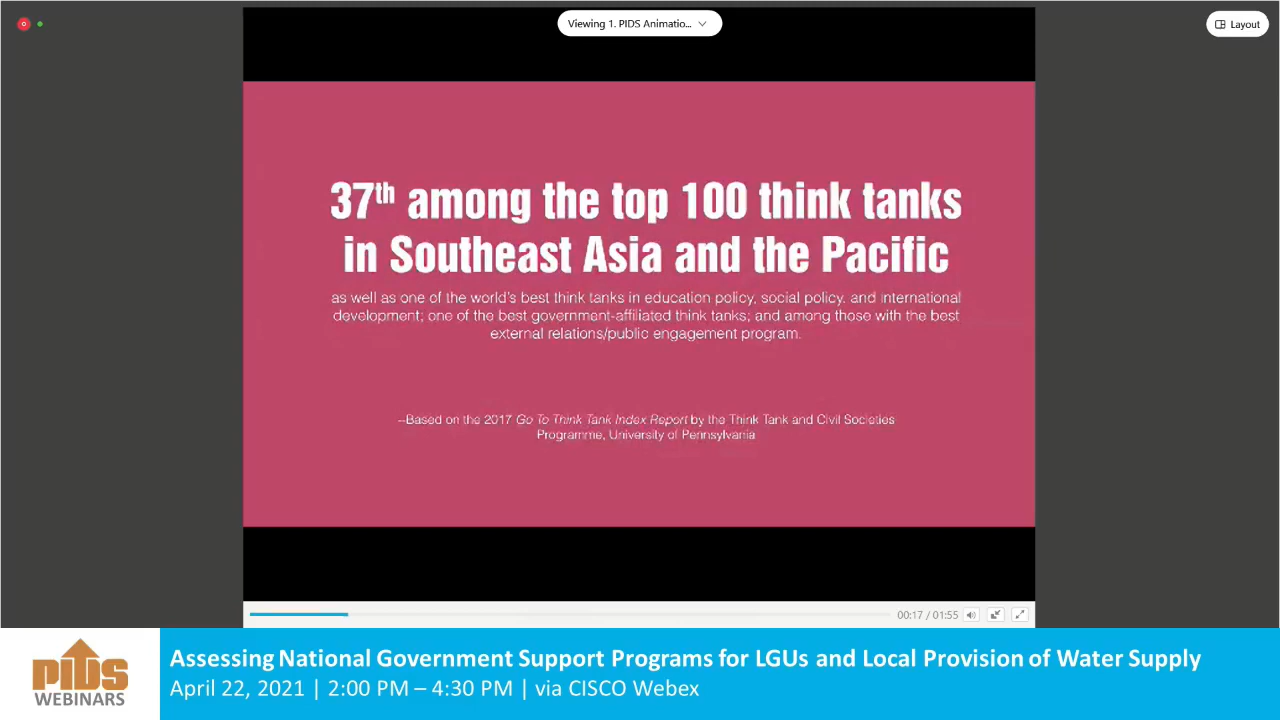 Viewing 1. PIDS Animatio...
Layout
37th among the top 100 think tanks
in Southeast Asia and the Pacific
as well as one of the world's best think tanks in education policy, social policy, and international
development; one of the best government-affiliated think tanks; and among those with the best
external relations/public engagement program.
--Based on the 2017 Go To Think Tank Index Report by the Think Tank and Civil Societies
Programme, University of Pennsylvania
00:17 / 01:55
PIDS
WEBINARS
Assessing National Government Support Programs for LGUs and Local Provision of Water Supply
April 22, 2021 | 2:00 PM – 4:30 PM | via CISCO Webex